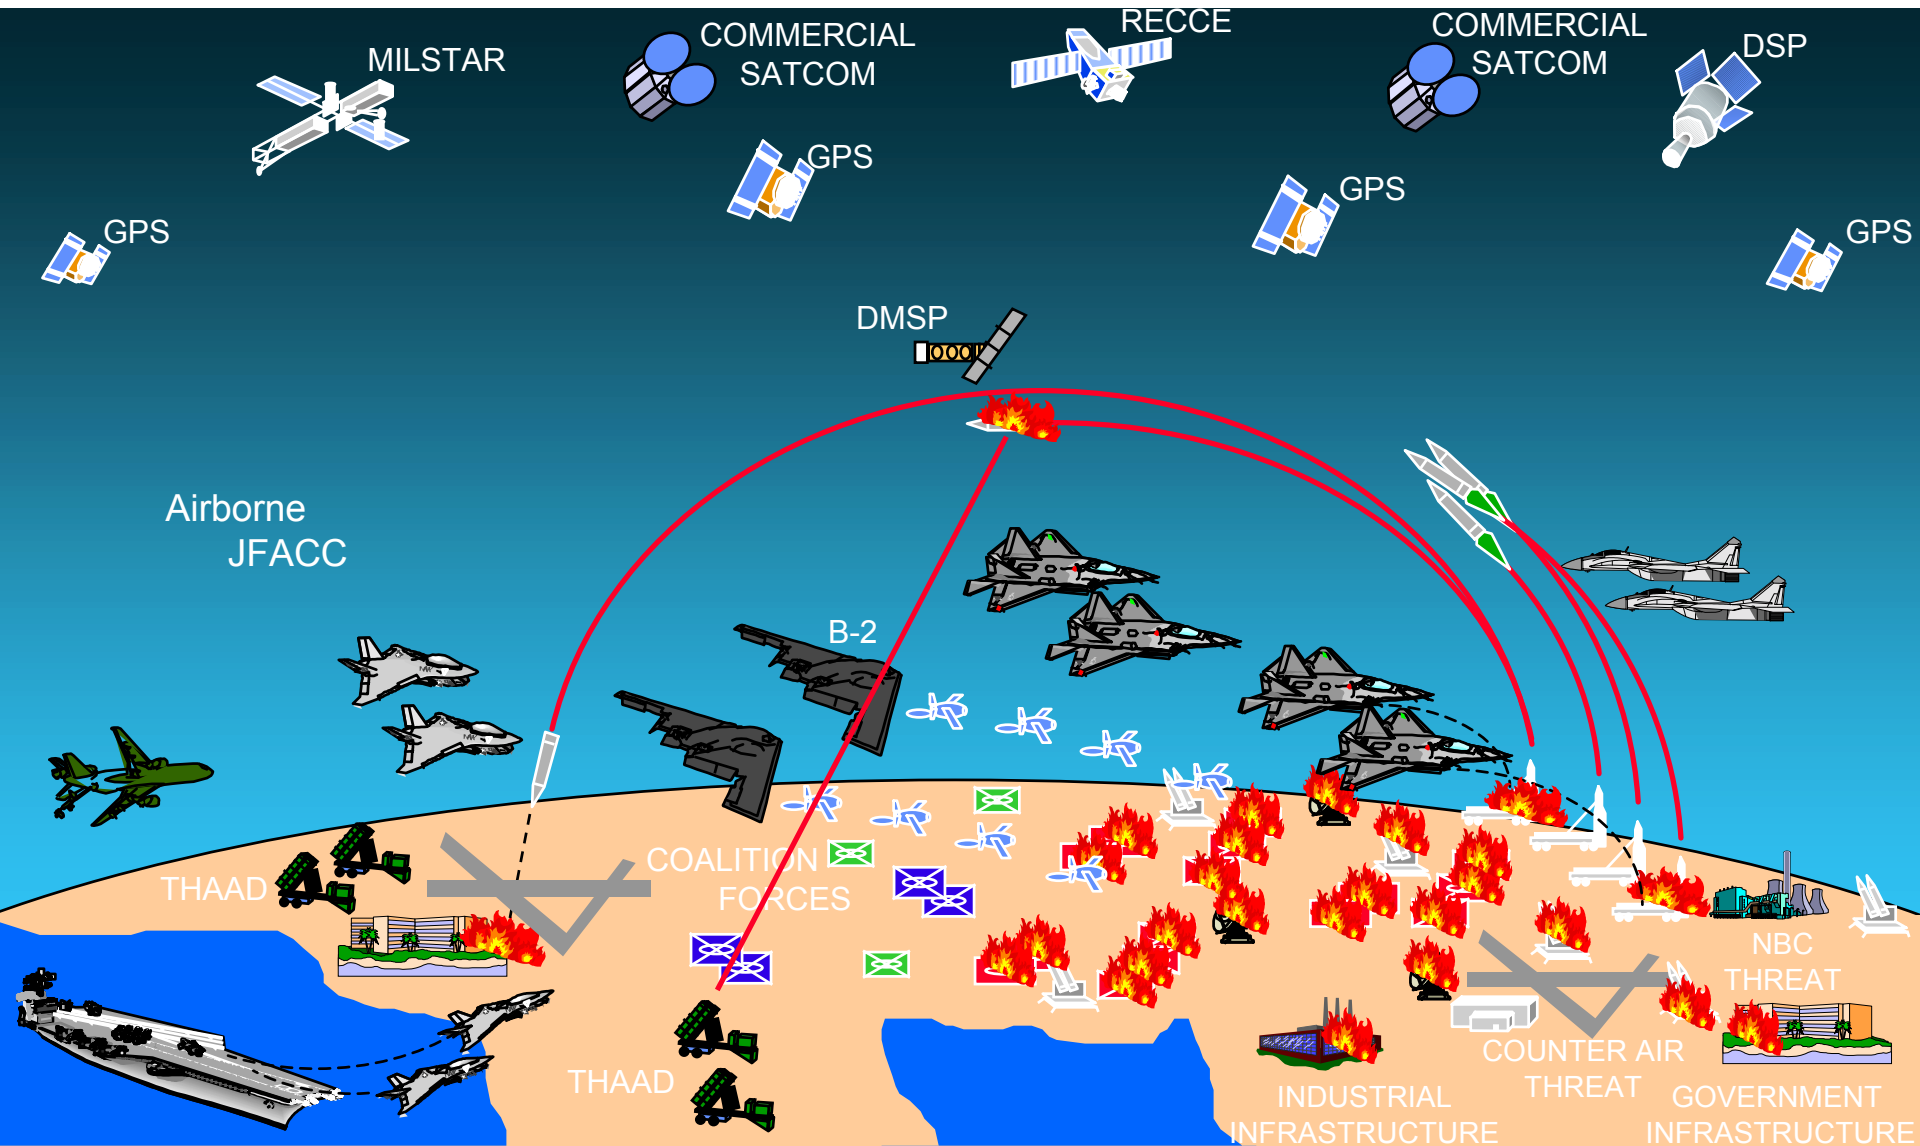 MILSTAR
COMMERCIAL
SATCOM
RECCE
COMMERCIAL
SATCOM
DSP
GPS
GPS
GPS
GPS
DMSP
Airborne
JFACC
B-2
THAAD
COALITION
FORCES
NBC
THREAT
THAAD
COUNTER AIR
THREAT
INDUSTRIAL
INFRASTRUCTURE
GOVERNMENT
INFRASTRUCTURE